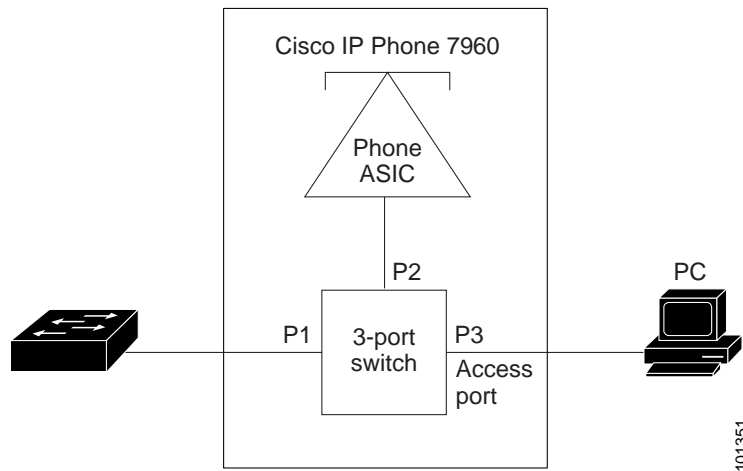 Cisco IP Phone 7960
Phone
ASIC
P2
PC
P1
3-port
switch
P3
Access
port
101351